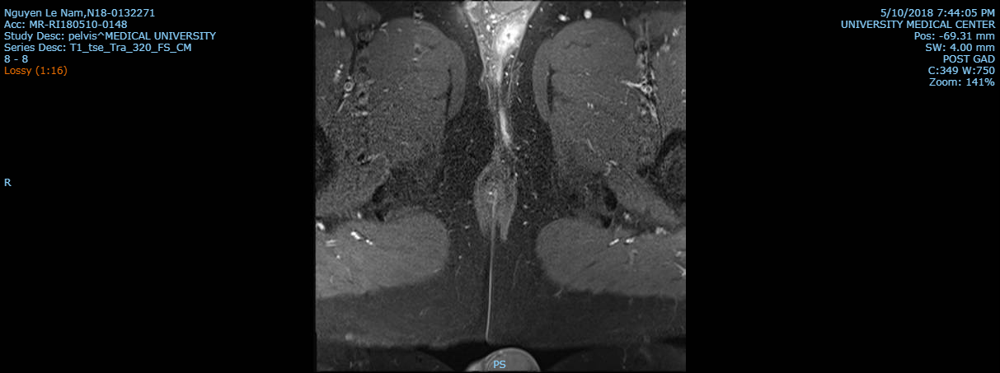 Nguyen Le Nam,N18-0132271
Acc: MR-RI180510-0148
Study Desc: pelvis^MEDICAL UNIVERSITY
Series Desc: T1_tse_Tra_320_FS_CM
8 - 8
Lossy (1:16)
5/10/2018 7:44:05 PM
UNIVERSITY MEDICAL CENTER
Pos: -69.31 mm
SW: 4.00 mm
POST GAD
C:349 W:750
Zoom: 141%
R
PS